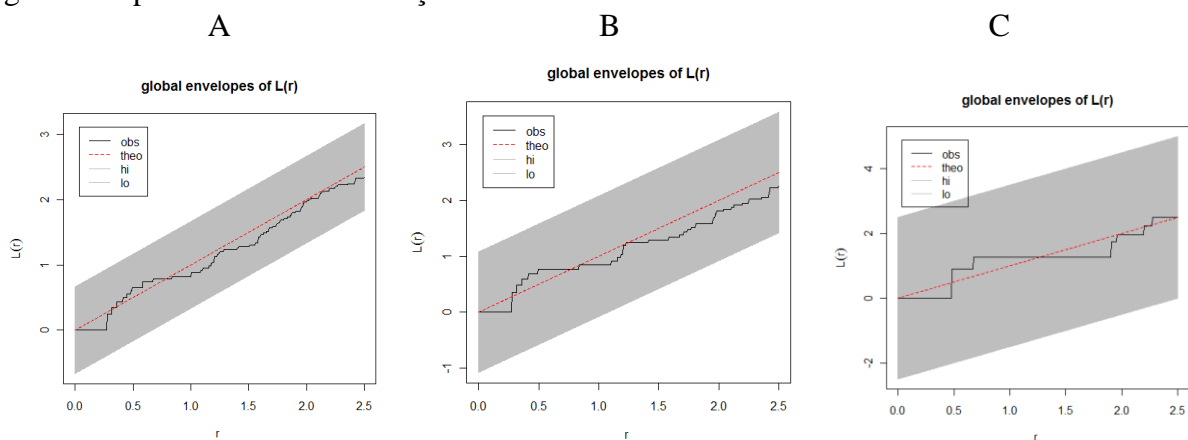 A
B
C
global envelopes of L(r)
obs
theo
hi
lo
L(r)
3
2
1
0
0.0 0.5 1.0 1.5 2.0 2.5
r
global envelopes of L(r)
obs
theo
hi
lo
L(r)
3
2
1
0
-1
0.0 0.5 1.0 1.5 2.0 2.5
r
global envelopes of L(r)
obs
theo
hi
lo
L(r)
4
2
0
-2
0.0 0.5 1.0 1.5 2.0 2.5
r